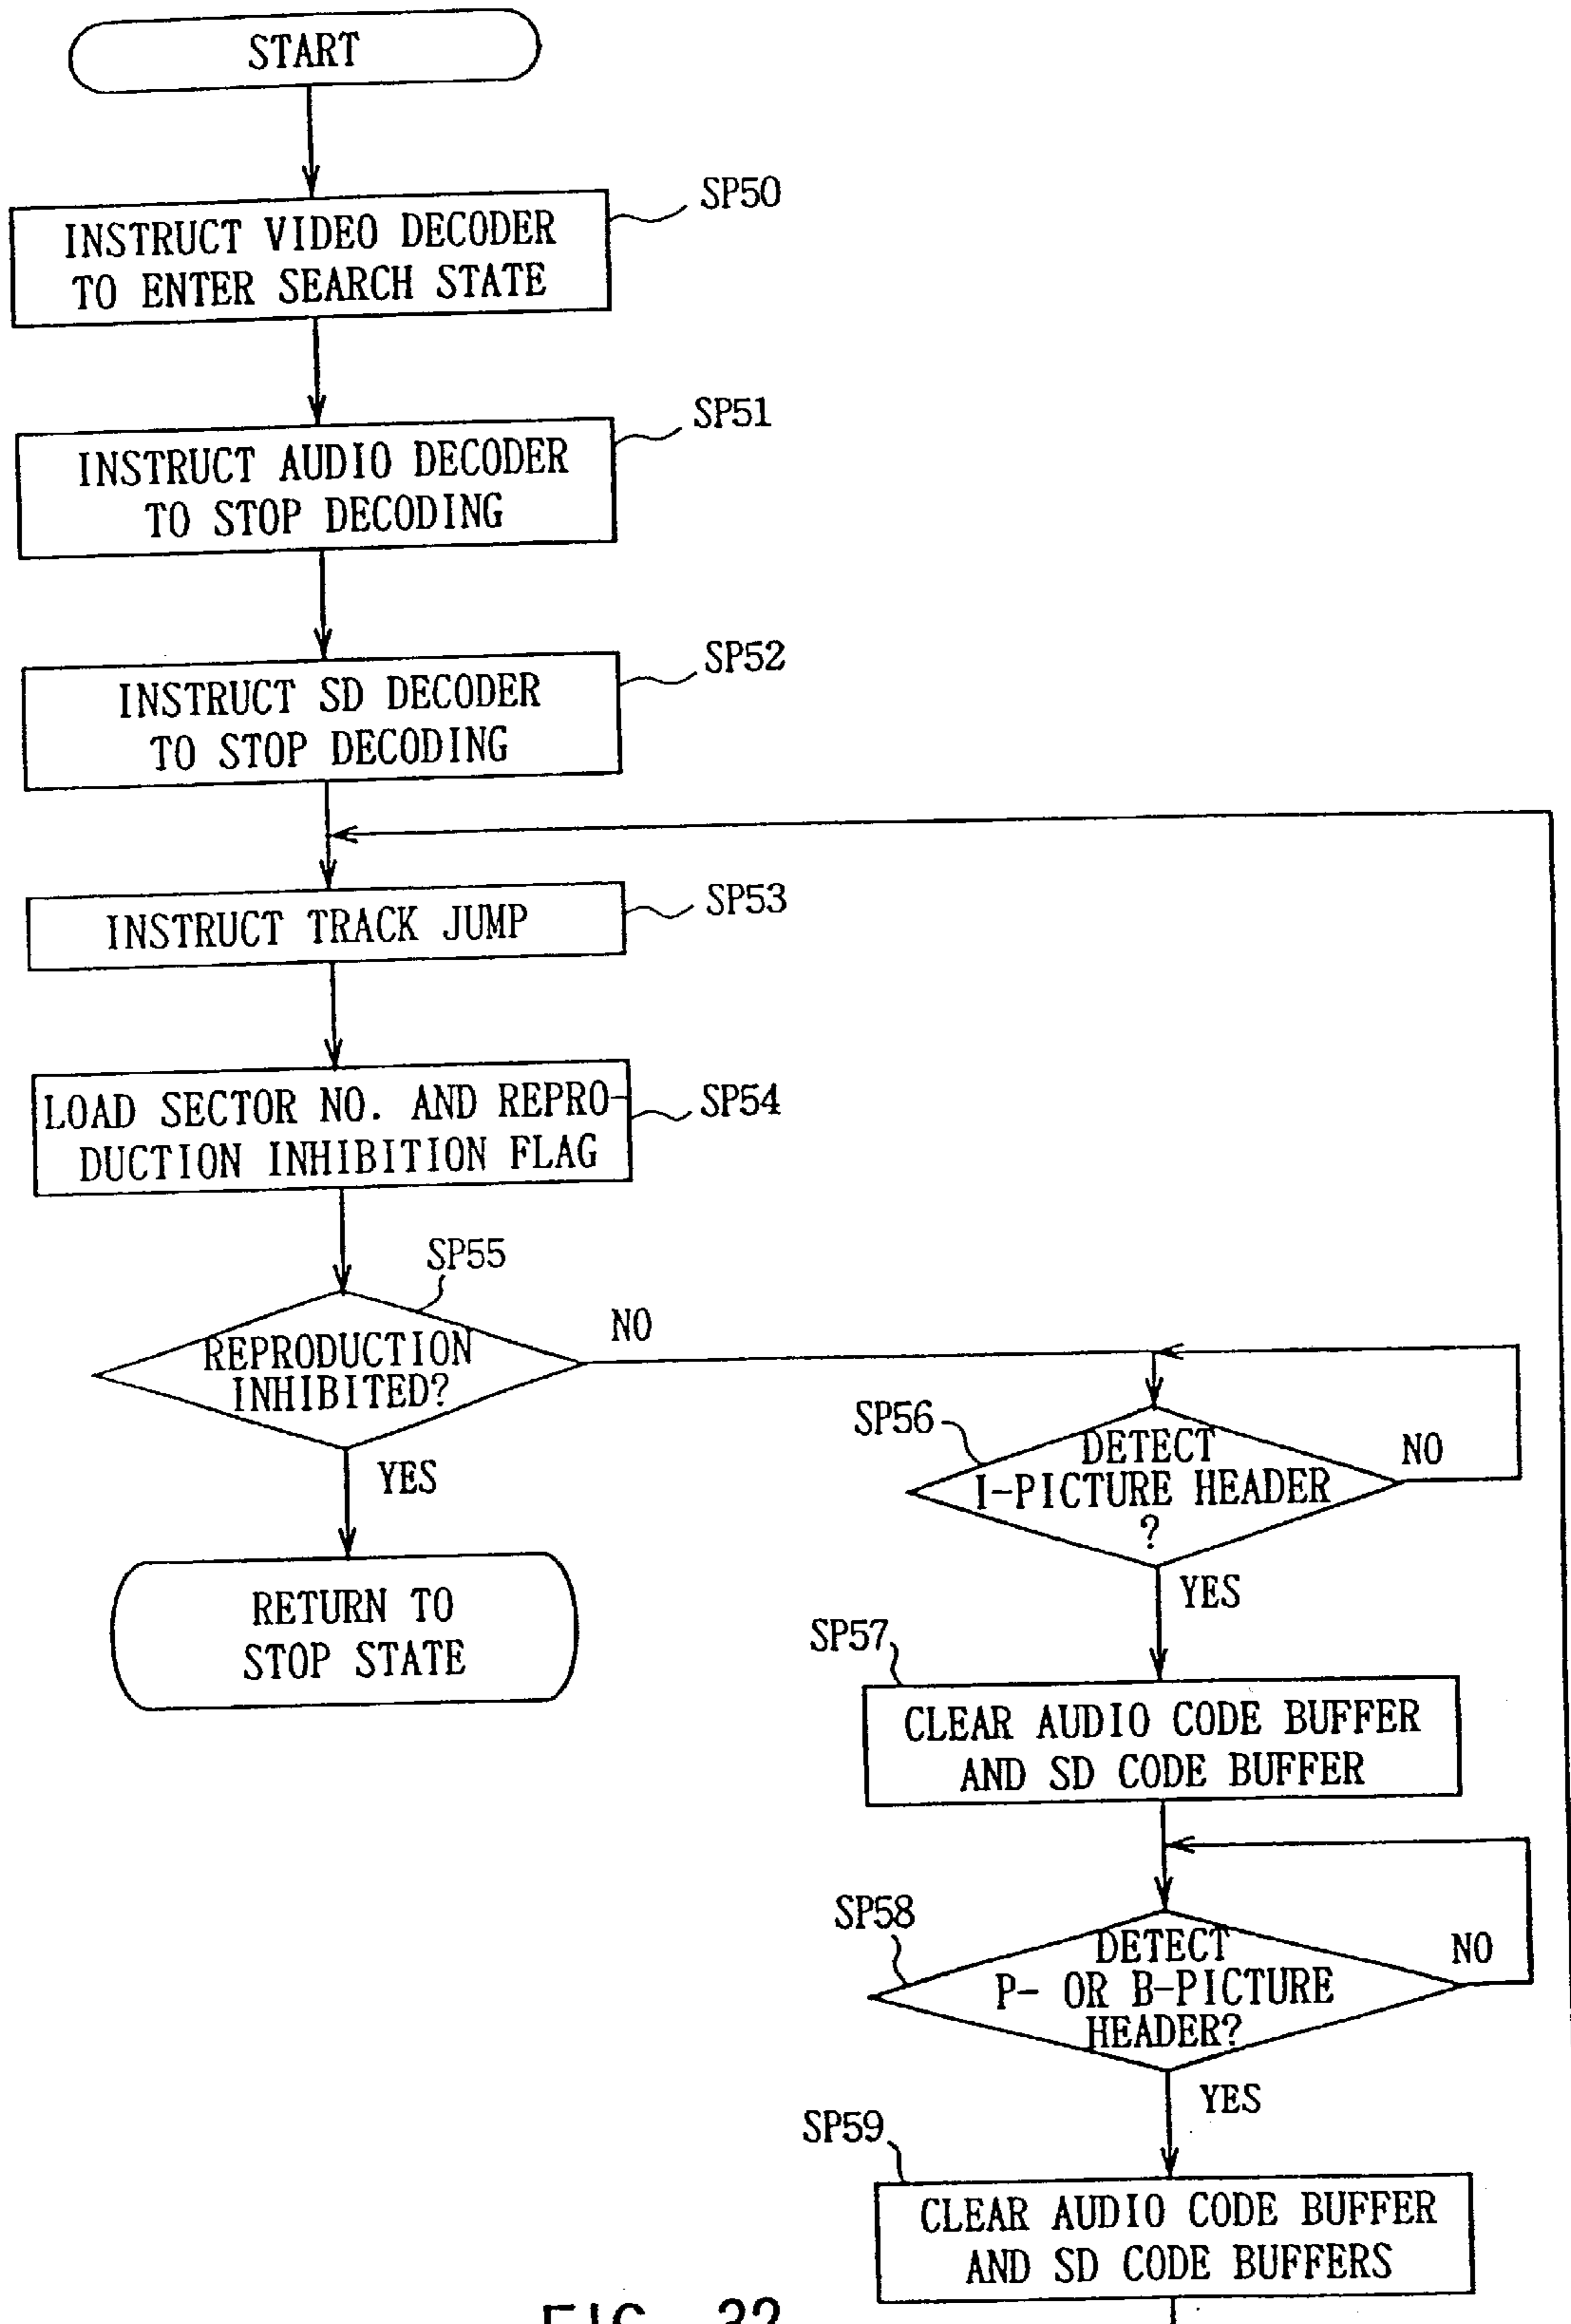 START
SP50
INSTRUCT VIDEO DECODER
TO ENTER SEARCH STATE
SP51
INSTRUCT AUDIO DECODER
TO STOP DECODING
SP52
INSTRUCT SD DECODER
TO STOP DECODING
SP53
INSTRUCT TRACK JUMP
SP54
LOAD SECTOR NO. AND REPRO-
DUCTION INHIBITION FLAG
SP55
REPRODUCTION
INHIBITED?
NO
YES
RETURN TO
STOP STATE
SP56
DETECT
I-PICTURE HEADER
?
NO
YES
SP57
CLEAR AUDIO CODE BUFFER
AND SD CODE BUFFER
SP58
DETECT
P- OR B-PICTURE
HEADER?
NO
YES
SP59
CLEAR AUDIO CODE BUFFER
AND SD CODE BUFFERS